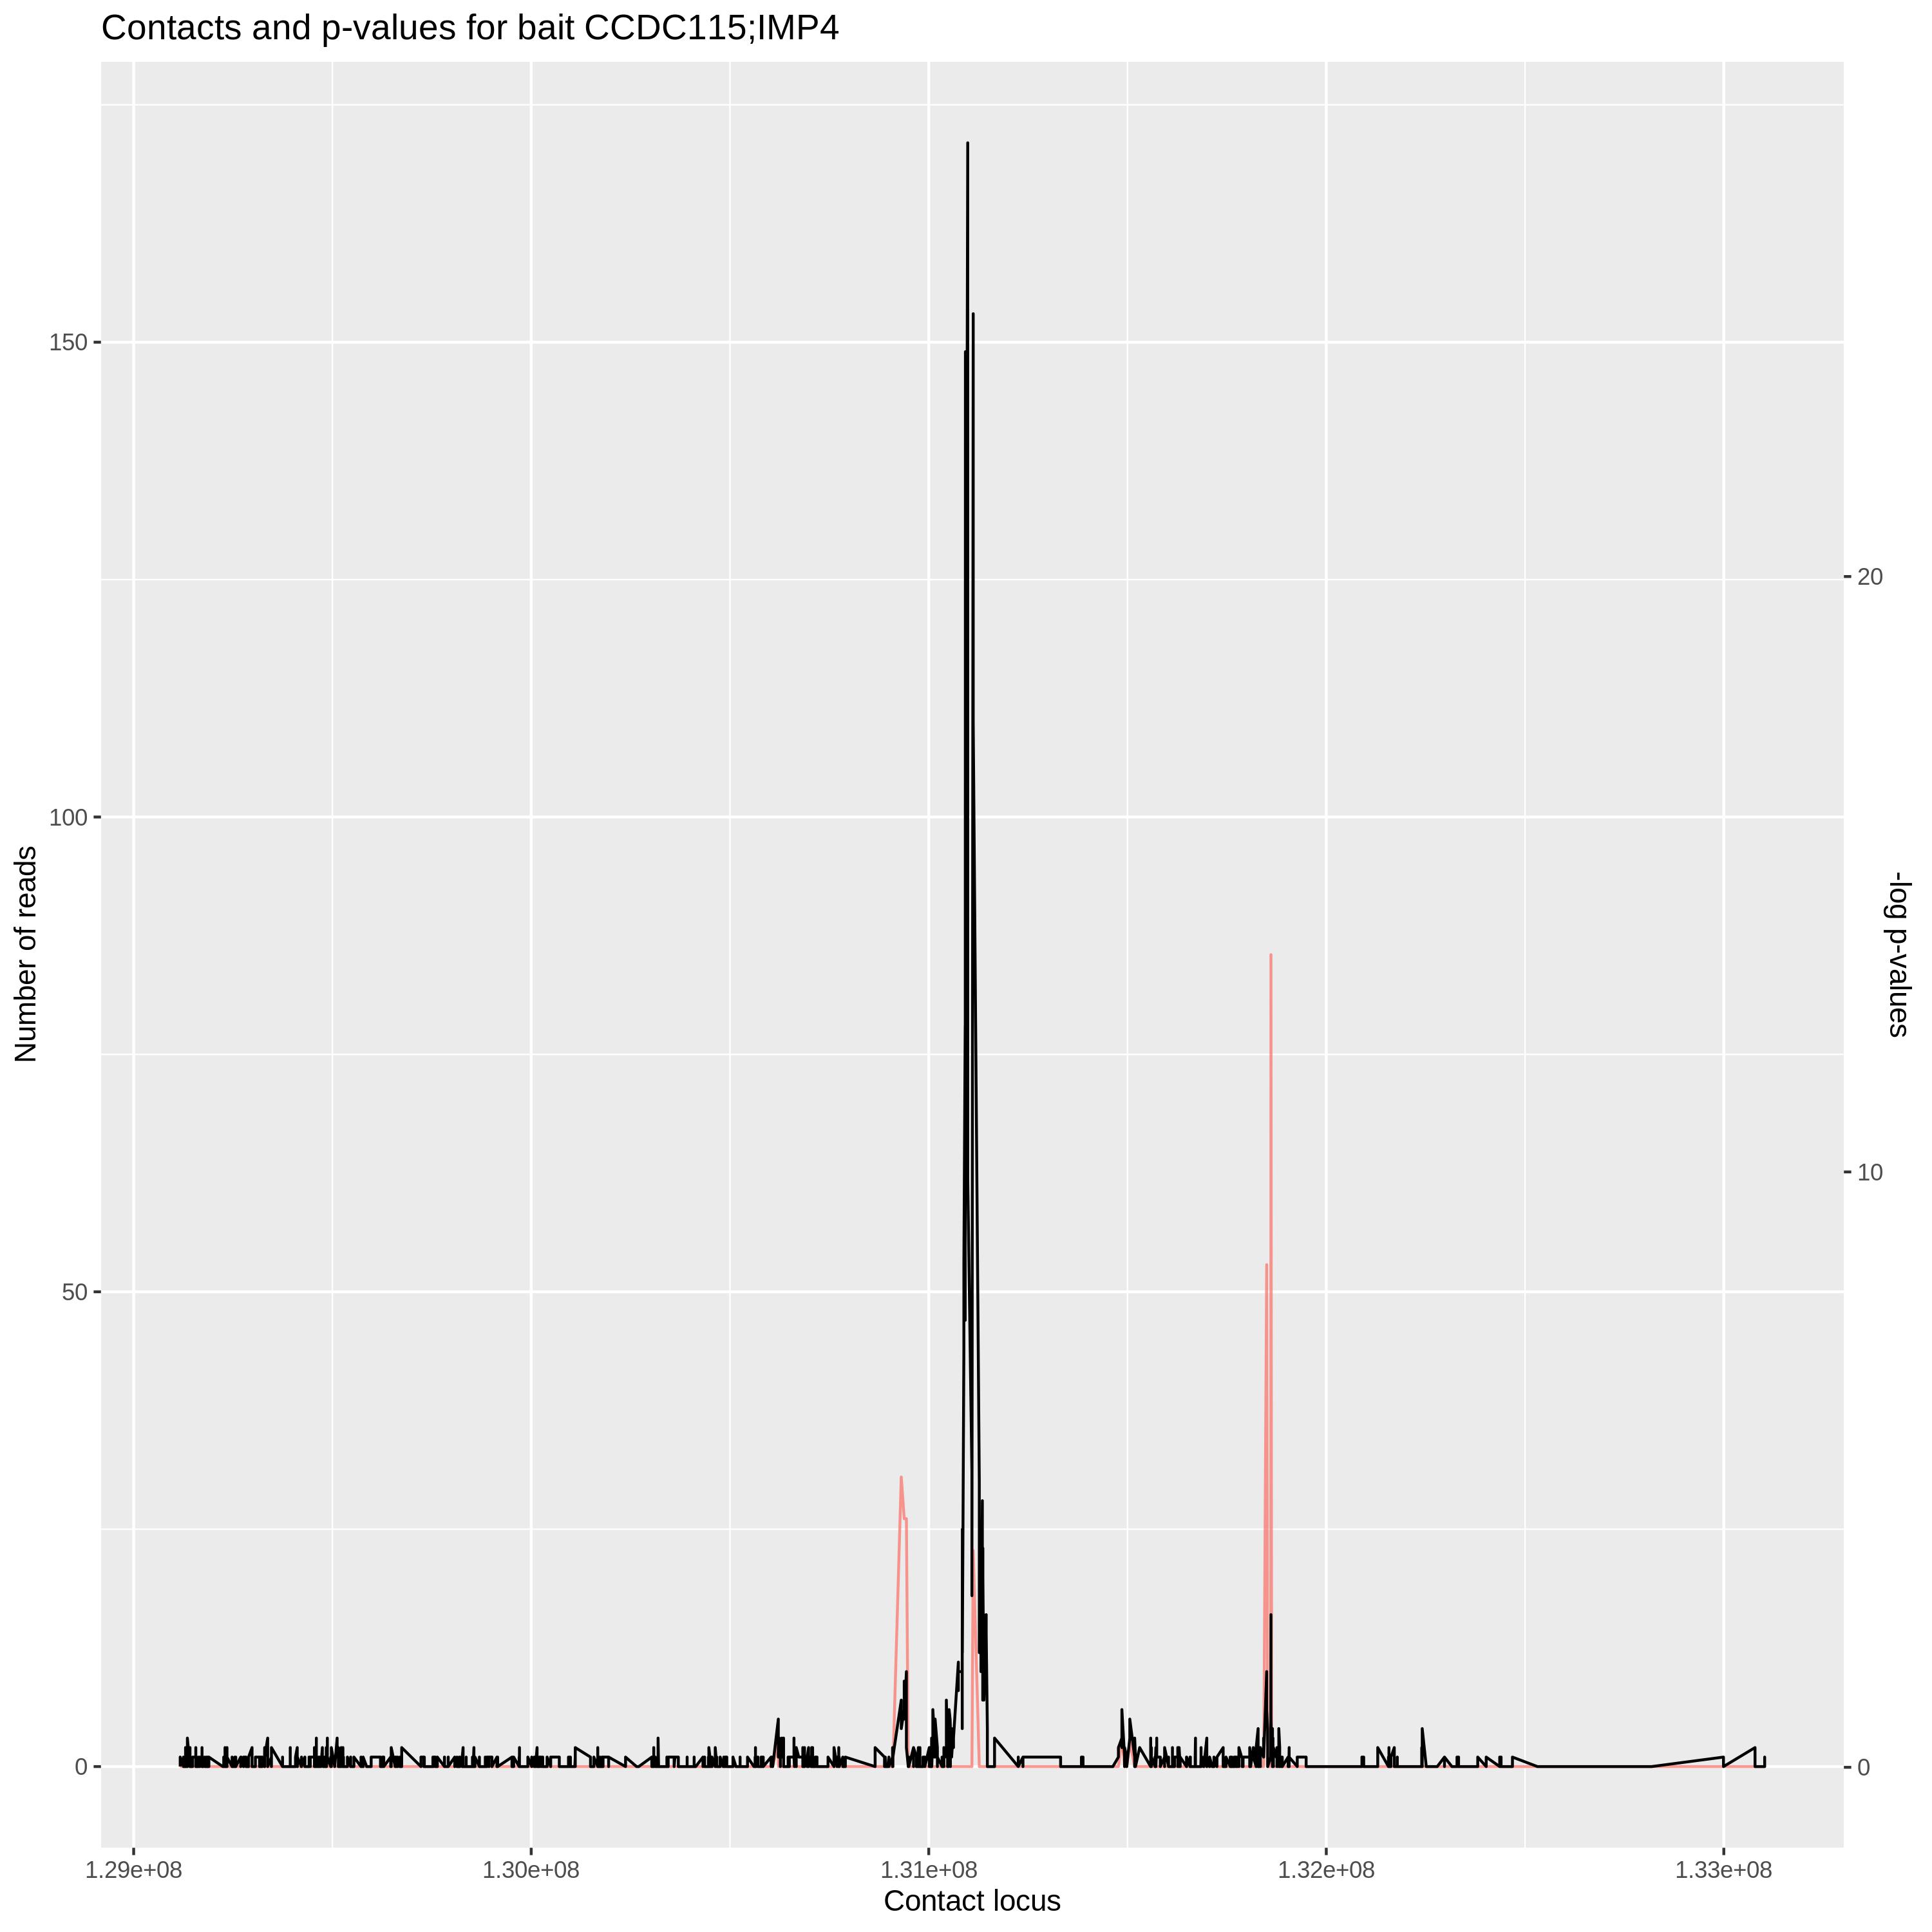 Contacts and p-values for bait CCDC115;IMP4
150
100
50
0
Number of reads
20
10
0
-log p-values
1.29e+08
1.30e+08
1.31e+08
1.32e+08
1.33e+08
Contact locus